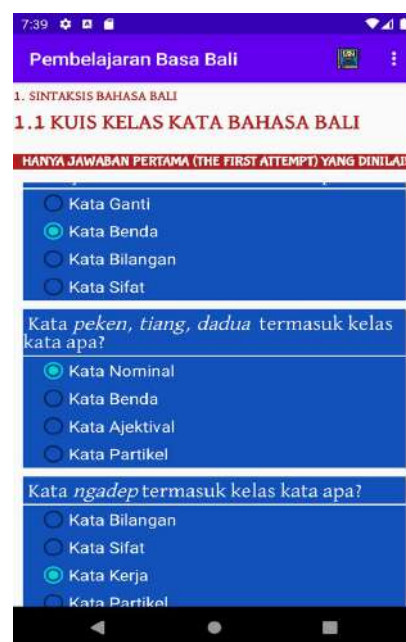 7:39
Pembelajaran Basa Bali
1. SINTAKSIS BAHASA BALI
1.1 KUIS KELAS KATA BAHASA BALI
HANYA JAWABAN PERTAMA (THE FIRST ATTEMPT) YANG DINILAI
Kata Ganti
Kata Benda
Kata Bilangan
Kata Sifat
Kata peken, tiang, dadua termasuk kelas
kata apa?
Kata Nominal
Kata Benda
Kata Ajektival
Kata Partikel
Kata ngadep termasuk kelas kata apa?
Kata Bilangan
Kata Sifat
Kata Kerja
Kata Partikel